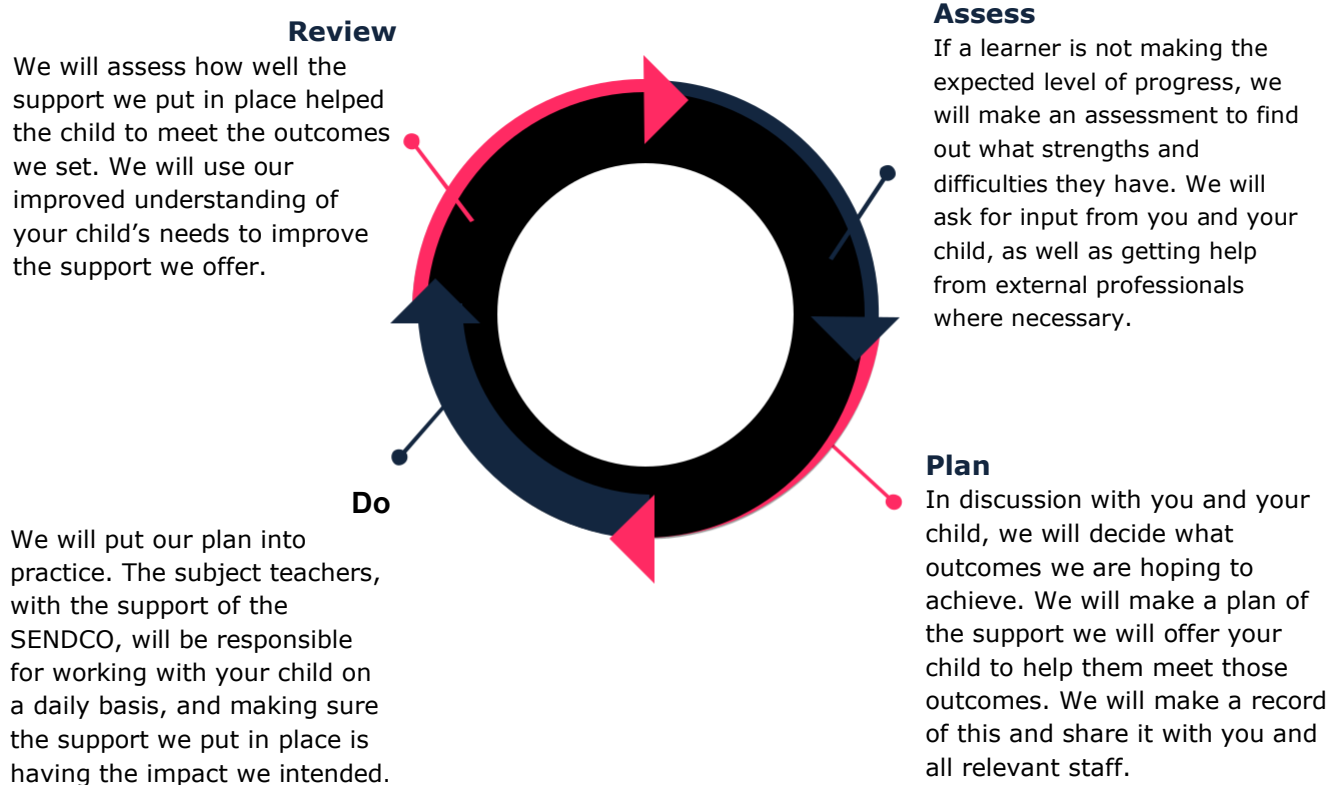 Review
We will assess how well the
support we put in place helped
the child to meet the outcomes
we set. We will use our
improved understanding of
your child’s needs to improve
the support we offer.
Assess
If a learner is not making the
expected level of progress, we
will make an assessment to find
out what strengths and
difficulties they have. We will
ask for input from you and your
child, as well as getting help
from external professionals
where necessary.
Do
We will put our plan into
practice. The subject teachers,
with the support of the
SENDCO, will be responsible
for working with your child on
a daily basis, and making sure
the support we put in place is
having the impact we intended.
Plan
In discussion with you and your
child, we will decide what
outcomes we are hoping to
achieve. We will make a plan of
the support we will offer your
child to help them meet those
outcomes. We will make a record
of this and share it with you and
all relevant staff.